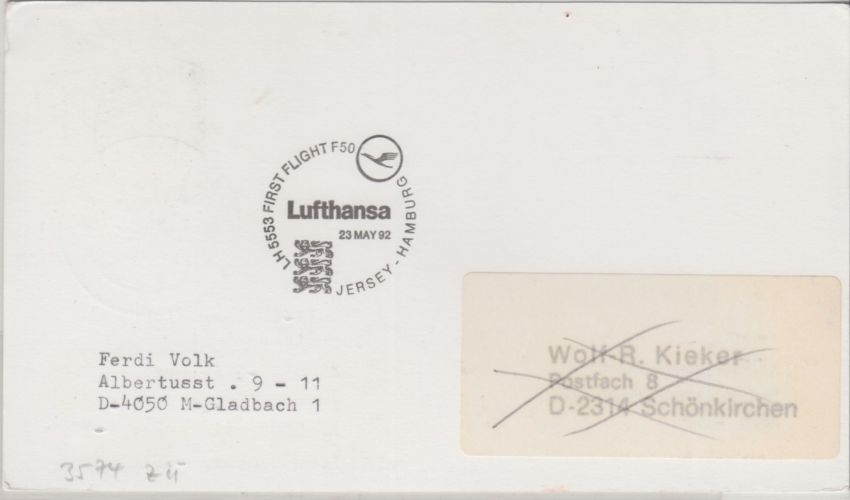 LH 5553 FIRST FLIGHT F50
Lufthansa
23 MAY 92
JERSEY - HAMBURG
Wolf-R. Kieker
Postfach 8
D-2314 Schönkirchen
Ferdi Volk
Albertusst . 9 - 11
D-4050 M-Gladbach 1
3574 zü